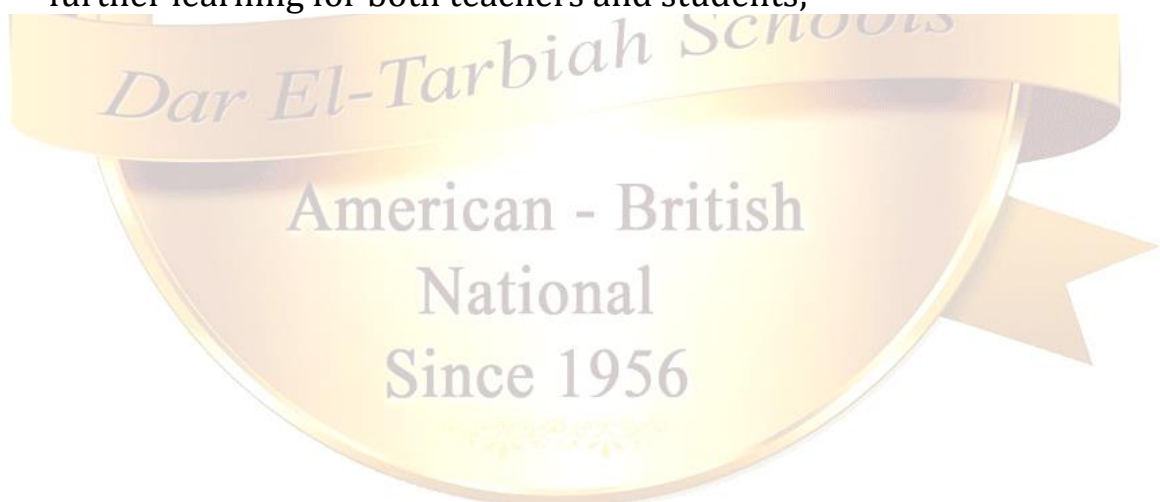 further learning for both teachers and students,
Dar El-Tarbiah Schools
American - British
National
Since 1956